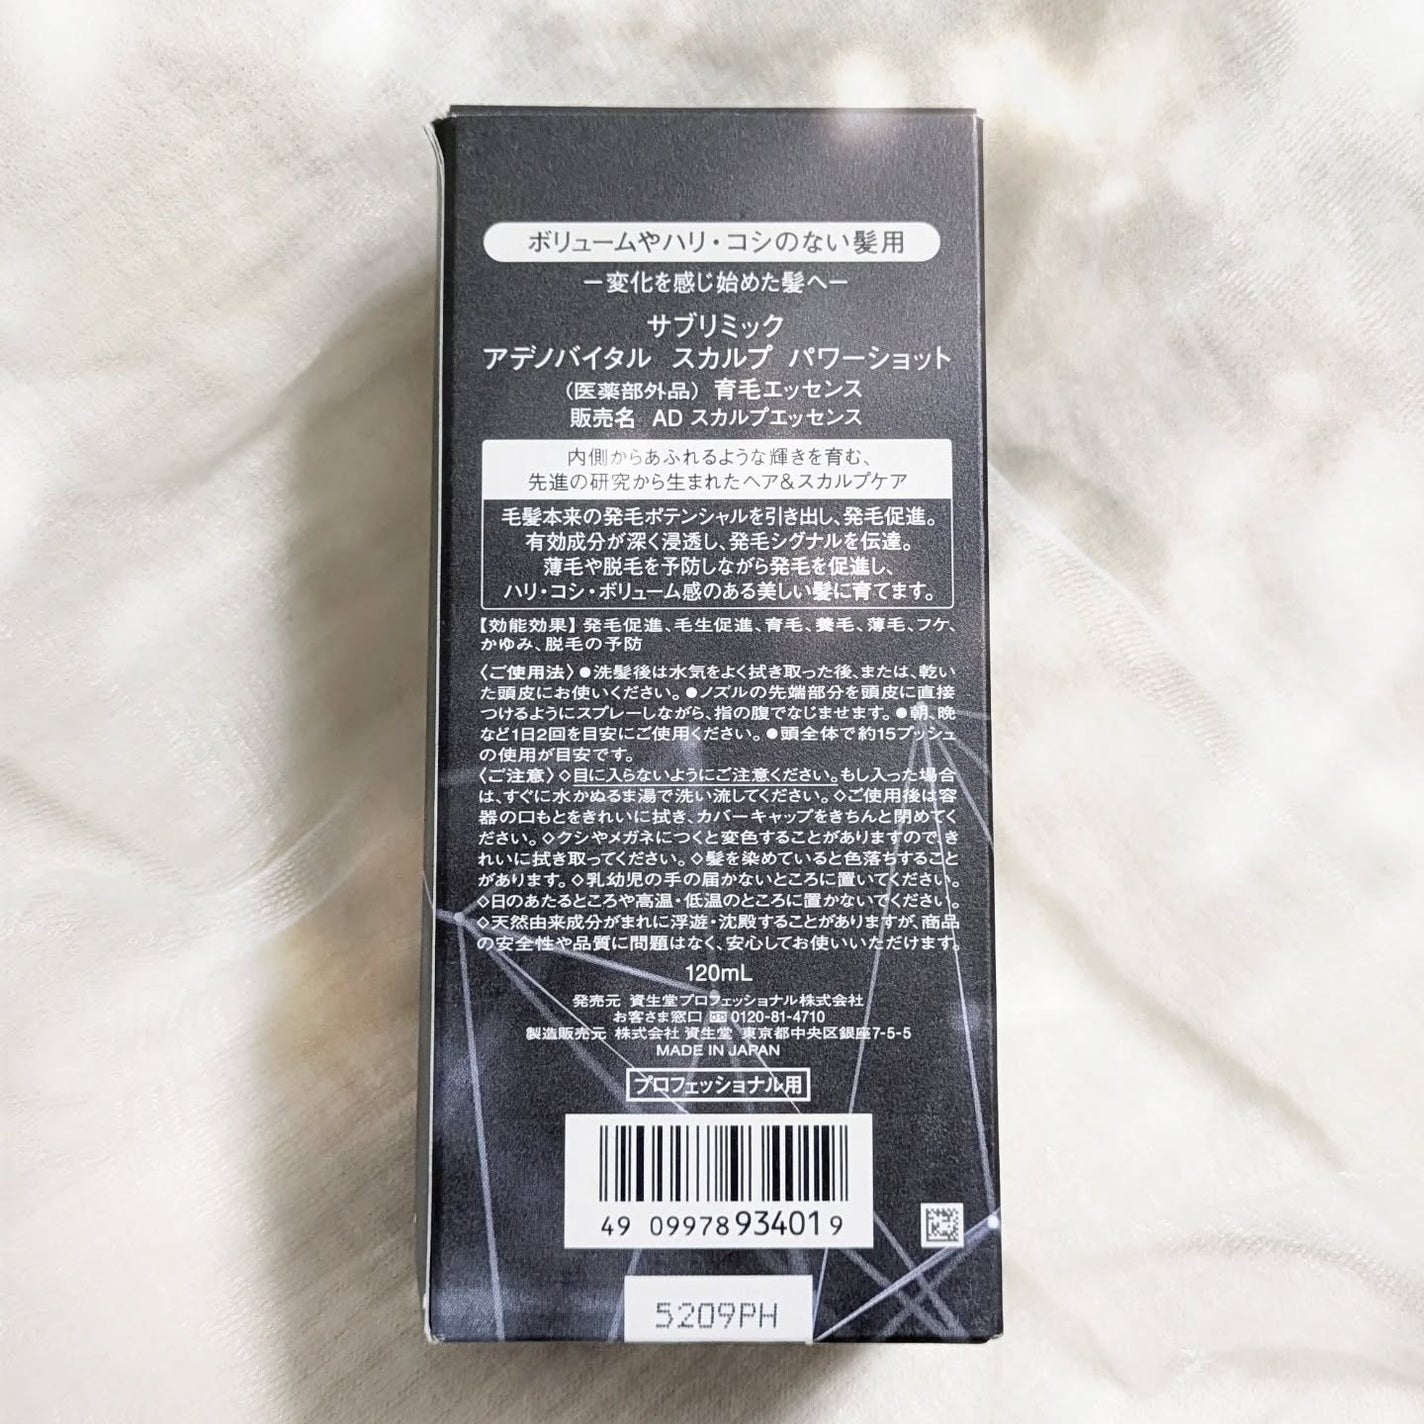 ボリュームやハリ・コシのない髪用
ー変化を感じ始めた髪へー
サブリミック
アデノバイタル スカルプ パワーショット
（医薬部外品）育毛エッセンス
販売名 AD スカルプエッセンス
内側からあふれるような輝きを育む、
先進の研究から生まれたヘア＆スカルプケア
毛髪本来の発毛ポテンシャルを引き出し、発毛促進。
有効成分が深く浸透し、発毛シグナルを伝達。
薄毛や脱毛を予防しながら発毛を促進し、
ハリ・コシ・ボリューム感のある美しい髪に育てます。
【効能効果】発毛促進、毛生促進、育毛、養毛、薄毛、フケ、
かゆみ、脱毛の予防
〈ご使用法〉●洗髪後は水気をよく拭き取った後、または、乾い
た頭皮にお使いください。●ノズルの先端部分を頭皮に直接
つけるようにスプレーしながら、指の腹でなじませます。●朝、晩
など1日2回を目安にご使用ください。●頭全体で約15プッシュ
の使用が目安です。
〈ご注意〉◇目に入らないようにご注意ください。もし入った場合
は、すぐに水かぬるま湯で洗い流してください。◇ご使用後は容
器の口もとをきれいに拭き、カバーキャップをきちんと閉めてく
ださい。◇クシやメガネにつくと変色することがありますので、き
れいに拭き取ってください。◇髪を染めていると色落ちすること
があります。◇乳幼児の手の届かないところに置いてください。
◇日のあたるところや高温・低温のところに置かないでください。
◇天然由来成分がまれに浮遊・沈殿することがありますが、商品
の安全性や品質に問題はなく、安心してお使いいただけます。
120mL
発売元 資生堂プロフェッショナル株式会社
お客さま窓口 0120-81-4710
製造販売元 株式会社 資生堂 東京都中央区銀座7-5-5
MADE IN JAPAN
プロフェッショナル用
49 09978 93401 9
5209PH